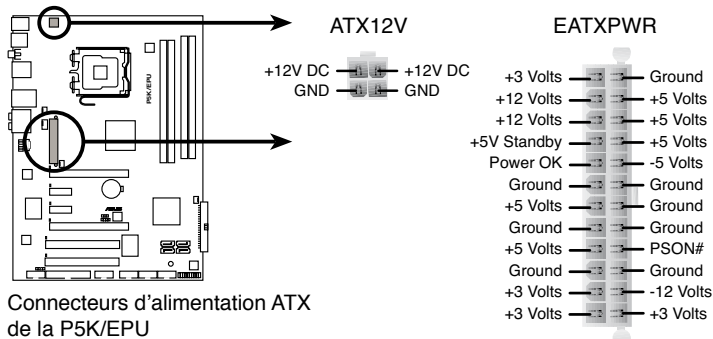 ATX12V
EATXPWR
+12V DC +12V DC
GND GND
+3 Volts Ground
+12 Volts +5 Volts
+12 Volts +5 Volts
+5V Standby +5 Volts
Power OK -5 Volts
Ground Ground
+5 Volts Ground
Ground Ground
+5 Volts PSON#
Ground Ground
+3 Volts -12 Volts
+3 Volts +3 Volts
P5K/EPU
Connecteurs d’alimentation ATX
de la P5K/EPU